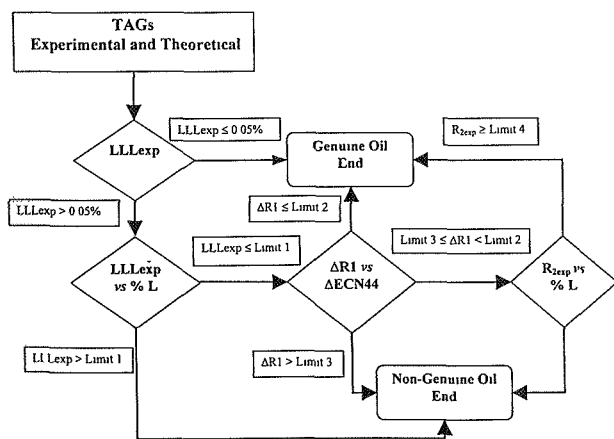 TAGs
Experimental and Theoretical
LLLexp ≤ 0 05%
R2exp ≥ Limit 4
LLLexp
Genuine Oil
End
LLLexp > 0 05%
ΔR1 ≤ Limit 2
LLLexp ≤ Limit 1
Limit 3 ≤ ΔR1 < Limit 2
LLLexp
vs % L
ΔR1 vs
ΔECN44
R2exp vs
% L
LLLexp > Limit 1
ΔR1 > Limit 3
Non-Genuine Oil
End